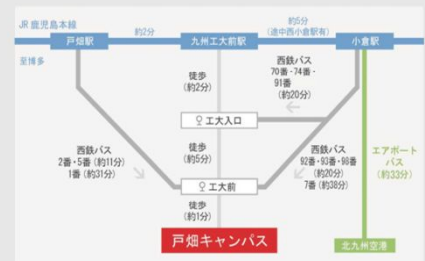 JR 鹿児島本線
約2分
約5分
(途中西小倉駅有)
戸畑駅
九州工大前駅
小倉駅
至博多
徒歩
(約2分)
西鉄バス
70番・74番・
91番
(約20分)
工大入口
西鉄バス
2番・5番 (約11分)
1番 (約31分)
徒歩
(約5分)
西鉄バス
92番・93番・98番
(約20分)
7番 (約38分)
エアポート
バス
(約33分)
工大前
徒歩
(約1分)
戸畑キャンパス
北九州空港